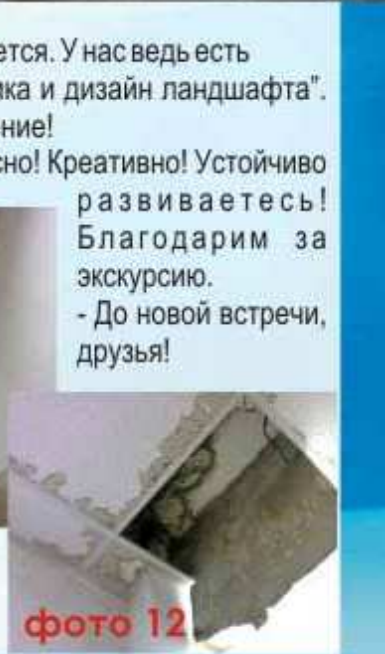 ется. У нас ведь есть
ика и дизайн ландшафта".
ние!
сно! Креативно! Устойчиво
развиваетесь!
Благодарим за
экскурсию.
- До новой встречи,
друзья!
фото 12